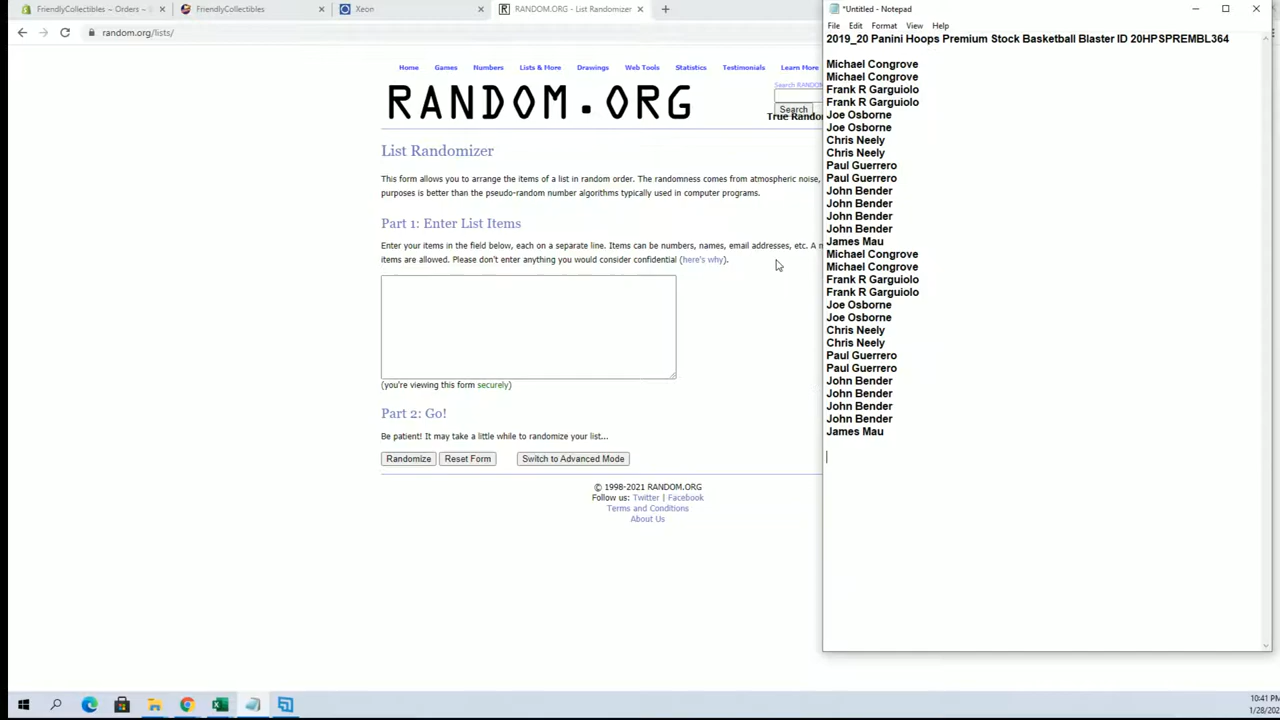 FriendlyCollectibles ~ Orders ~
FriendlyCollectibles
Xeon
RANDOM.ORG - List Randomizer
random.org/lists/
Home Games Numbers Lists & More Drawings Web Tools Statistics Testimonials Learn More
RANDOM.ORG
Search RANDOM
Search
True Rando
List Randomizer
This form allows you to arrange the items of a list in random order. The randomness comes from atmospheric noise,
purposes is better than the pseudo-random number algorithms typically used in computer programs.
Part 1: Enter List Items
Enter your items in the field below, each on a separate line. Items can be numbers, names, email addresses, etc. A
items are allowed. Please don't enter anything you would consider confidential (here's why).
(you're viewing this form securely)
Part 2: Go!
Be patient! It may take a little while to randomize your list...
Randomize Reset Form Switch to Advanced Mode
© 1998-2021 RANDOM.ORG
Follow us: Twitter | Facebook
Terms and Conditions
About Us
*Untitled - Notepad
File Edit Format View Help
2019_20 Panini Hoops Premium Stock Basketball Blaster ID 20HPSPREMBL364
Michael Congrove
Michael Congrove
Frank R Garguiolo
Frank R Garguiolo
Joe Osborne
Joe Osborne
Chris Neely
Chris Neely
Paul Guerrero
Paul Guerrero
John Bender
John Bender
John Bender
John Bender
James Mau
Michael Congrove
Michael Congrove
Frank R Garguiolo
Frank R Garguiolo
Joe Osborne
Joe Osborne
Chris Neely
Chris Neely
Paul Guerrero
Paul Guerrero
John Bender
John Bender
John Bender
John Bender
James Mau
10:41 PM
1/28/202